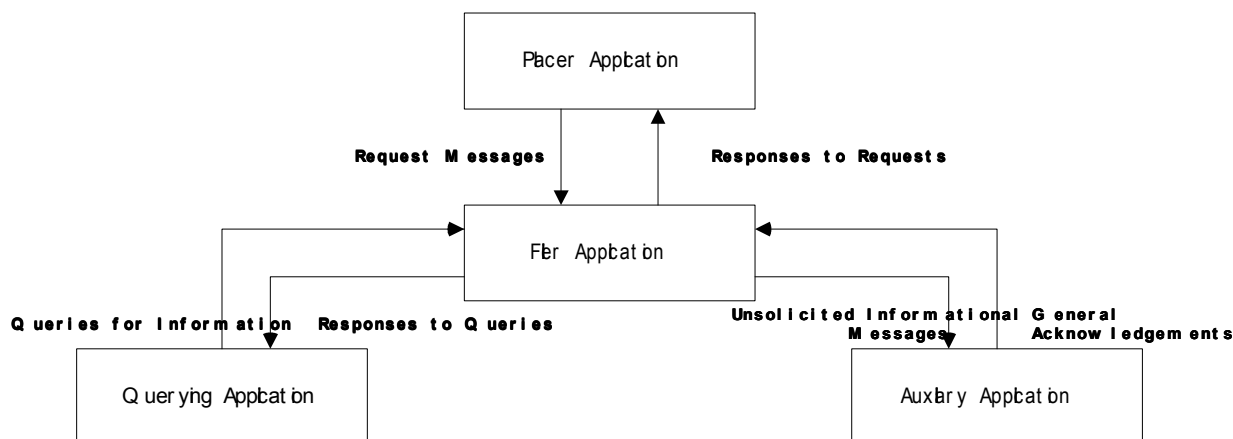 Placer Application
Request Messages
Responses to Requests
Filler Application
Queries for Information
Responses to Queries
Unsolicited Informational
Messages
General
Acknowledgements
Querying Application
Auxiliary Application